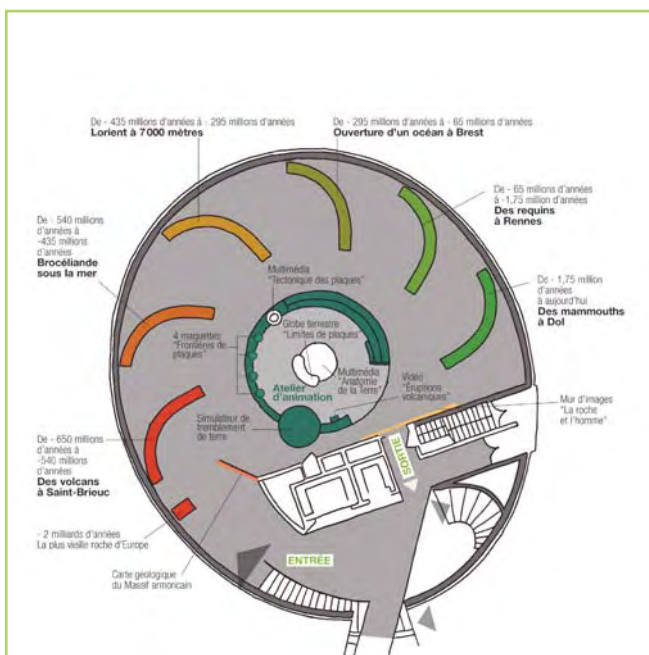 De - 435 millions d'années à - 295 millions d'années
Lorient à 7000 mètres
De - 295 millions d'années à - 65 millions d'années
Ouverture d'un océan à Brest
De - 65 millions
d'années
à -1,75 million d'années
Des requins
à Rennes
De - 540 millions
d'années à
-435 millions
d'années
Brocéliande
sous la mer
De - 1,75 million
d'années
à aujourd'hui
Des mammouths
à Dol
Multimédia
"Tectonique des plaques"
Globe terrestre
"Limites de plaques"
4 maquettes
"Frontières de
plaques"
Multimédia
"Anatomie
de la Terre"
Atelier
d'animation
Vidéo
"Éruptions
volcaniques"
Simulateur de
tremblement
de terre
Mur d'images
"La roche
et l'homme"
De - 650 millions
d'années à
-540 millions
d'années
Des volcans
à Saint-Brieuc
SORTIE
- 2 milliards d'années
La plus vieille roche d'Europe
ENTRÉE
Carte géologique
du Massif armoricain